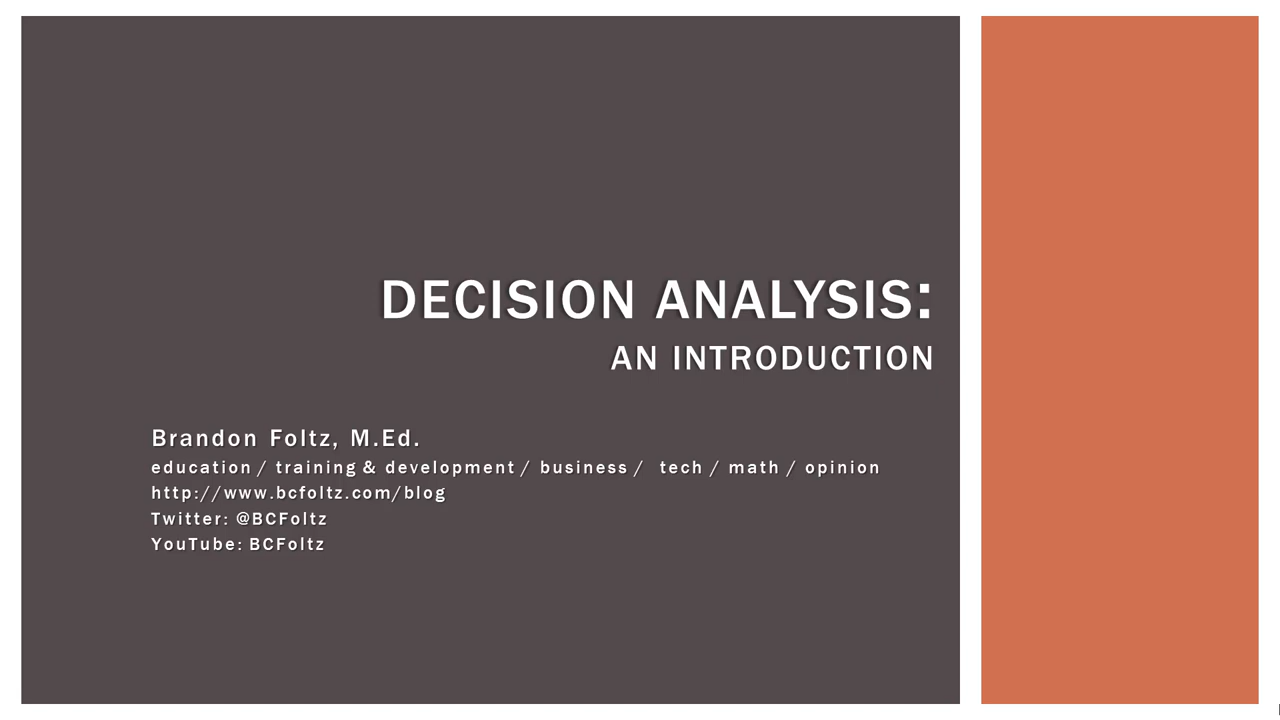 DECISION ANALYSIS:
AN INTRODUCTION
Brandon Foltz, M.Ed.
education / training & development / business / tech / math / opinion
http://www.bcfoltz.com/blog
Twitter: @BCFoltz
YouTube: BCFoltz